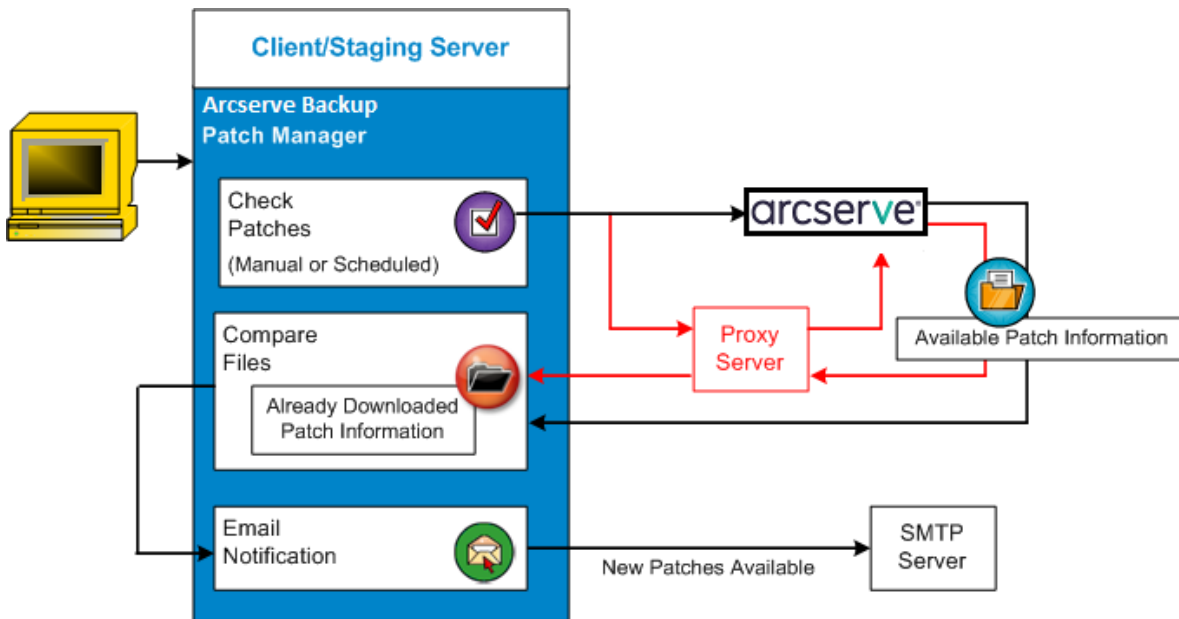 Client/Staging Server
Arcserve Backup
Patch Manager
Check
Patches
(Manual or Scheduled)
arcserve®
Available Patch Information
Proxy
Server
Compare
Files
Already Downloaded
Patch Information
Email
Notification
New Patches Available
SMTP
Server